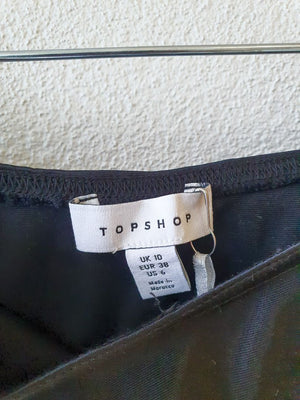 TOPSHOP
UK 10
EUR 38
US 6
Made in
Morocco